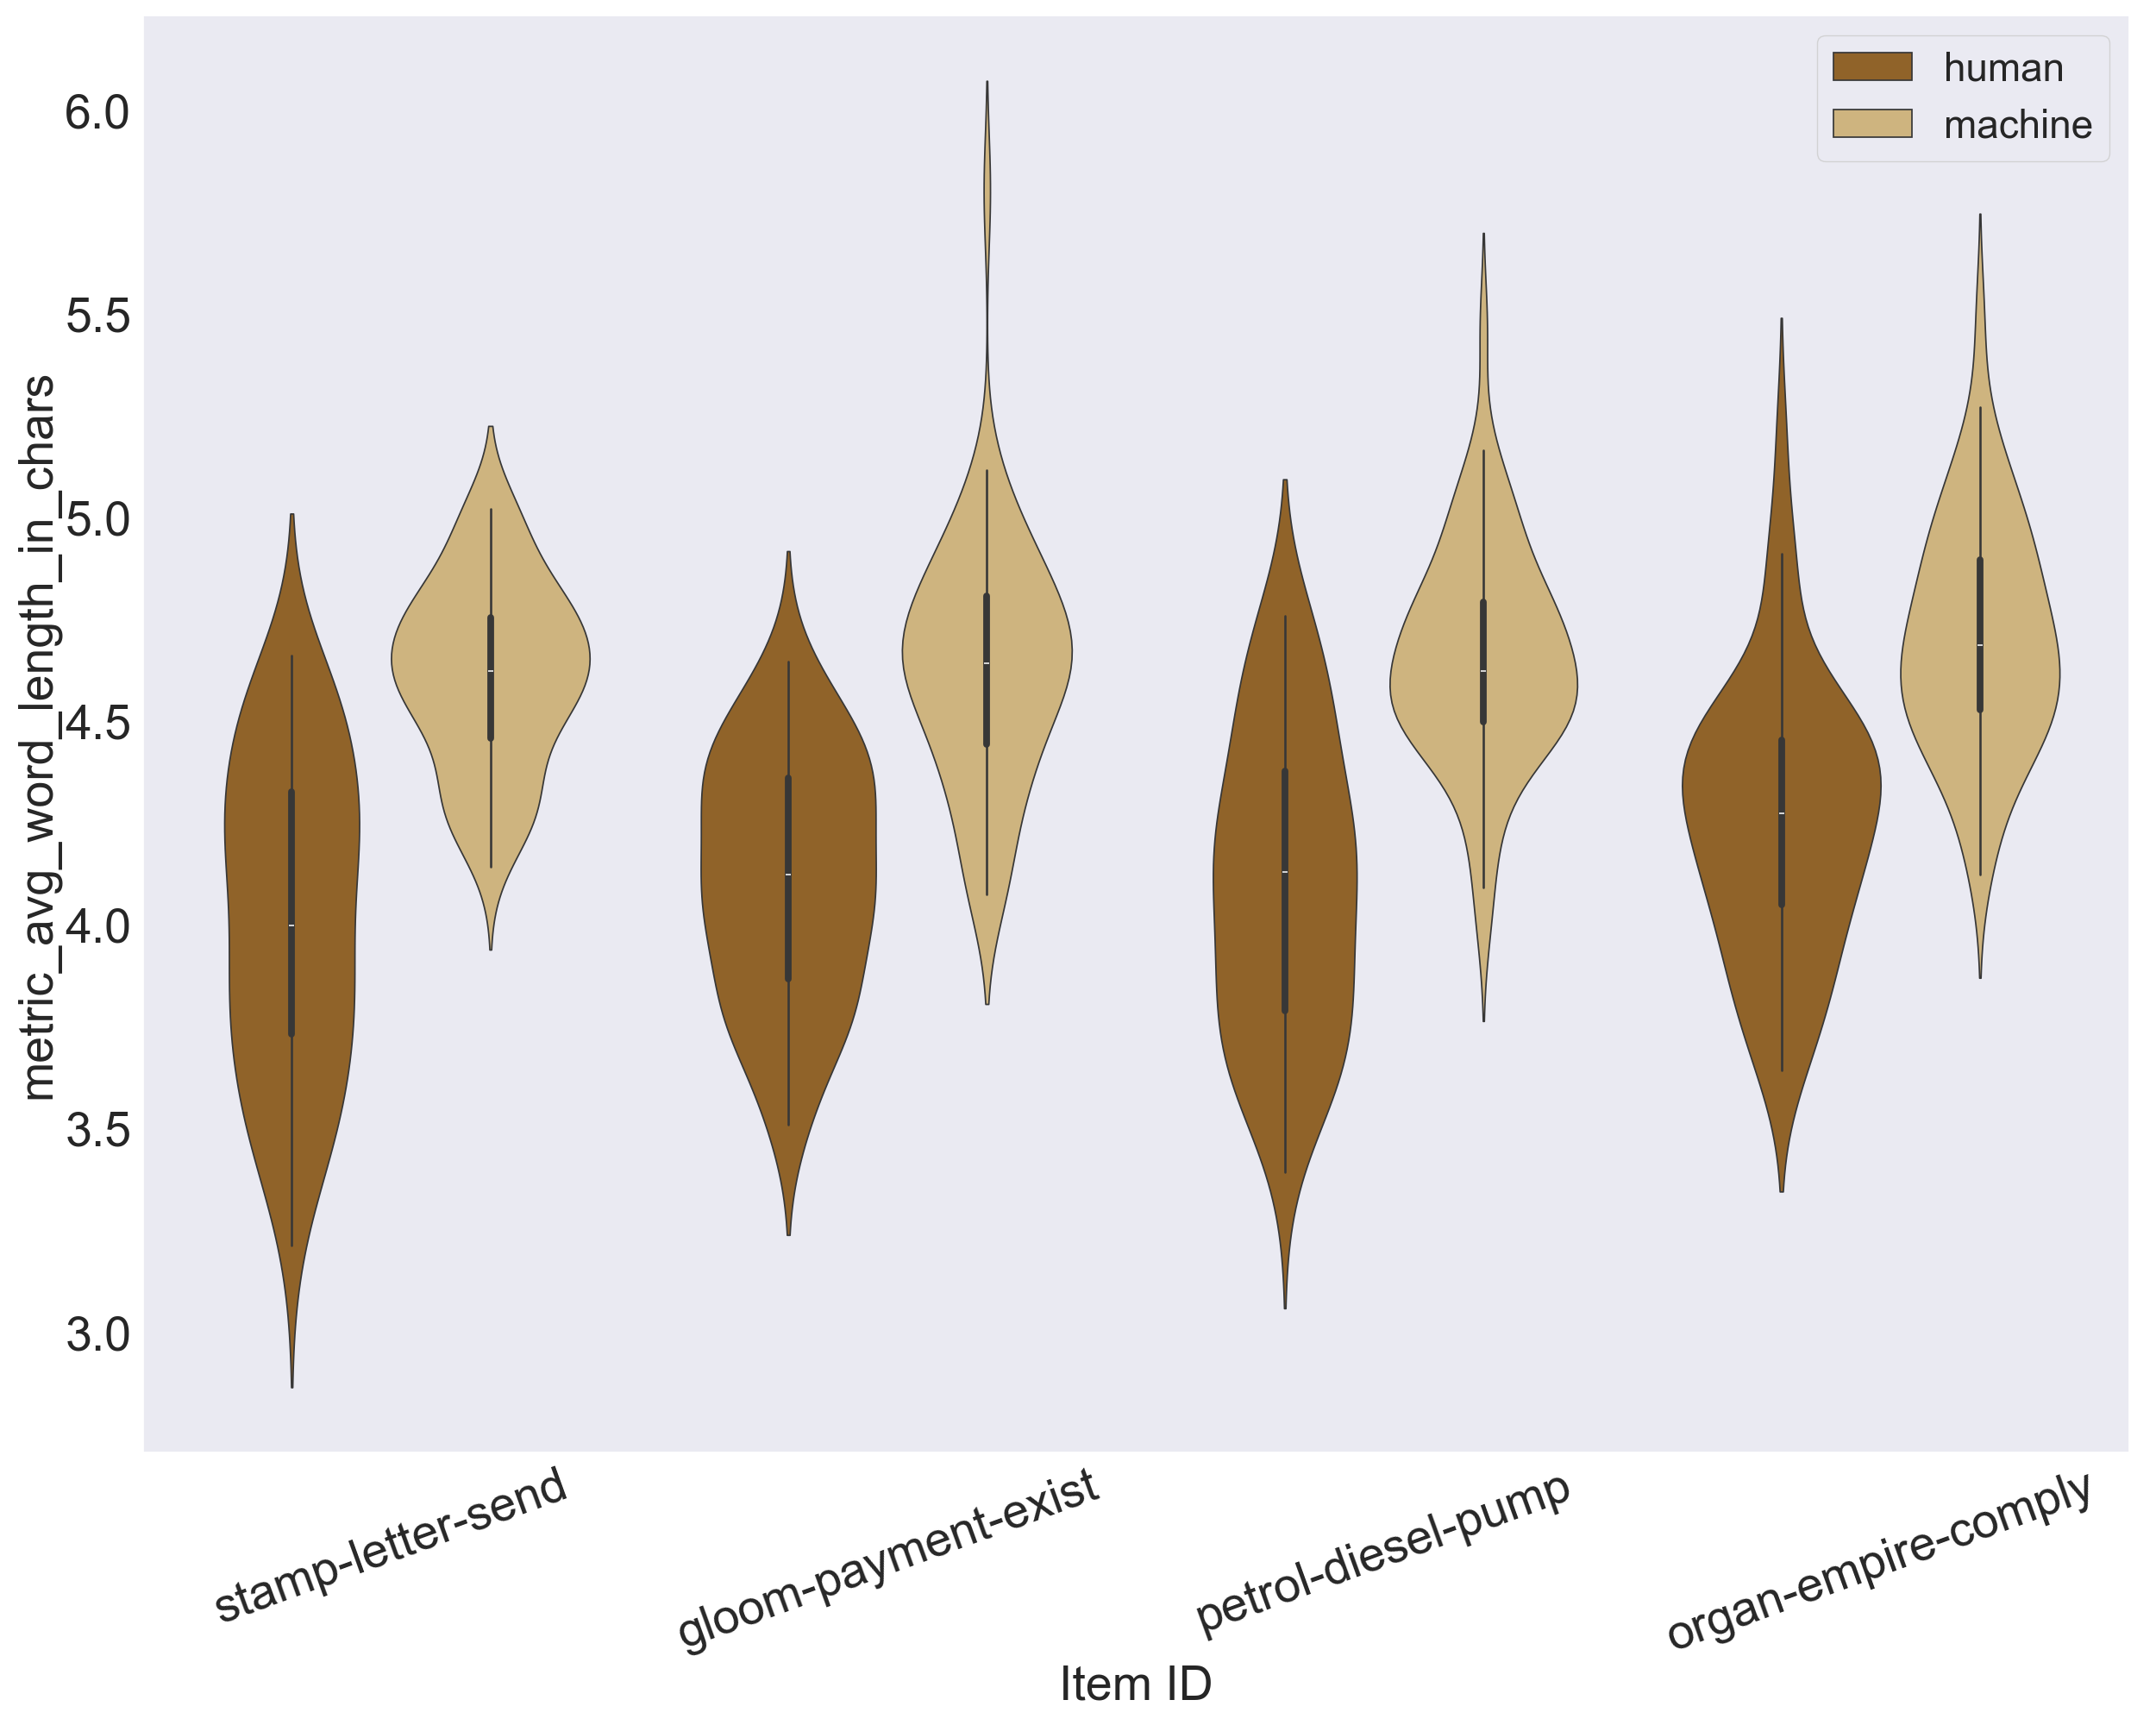 human
machine
6.0
5.5
5.0
4.5
4.0
3.5
3.0
metric_avg_word_length_in_chars
stamp-letter-send
gloom-payment-exist
petrol-diesel-pump
organ-empire-comply
Item ID